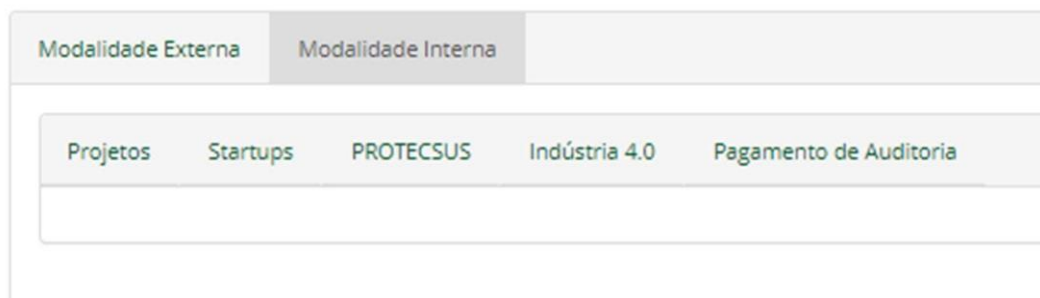 Modalidade Externa Modalidade Interna
Projetos Startups PROTECSUS Indústria 4.0 Pagamento de Auditoria